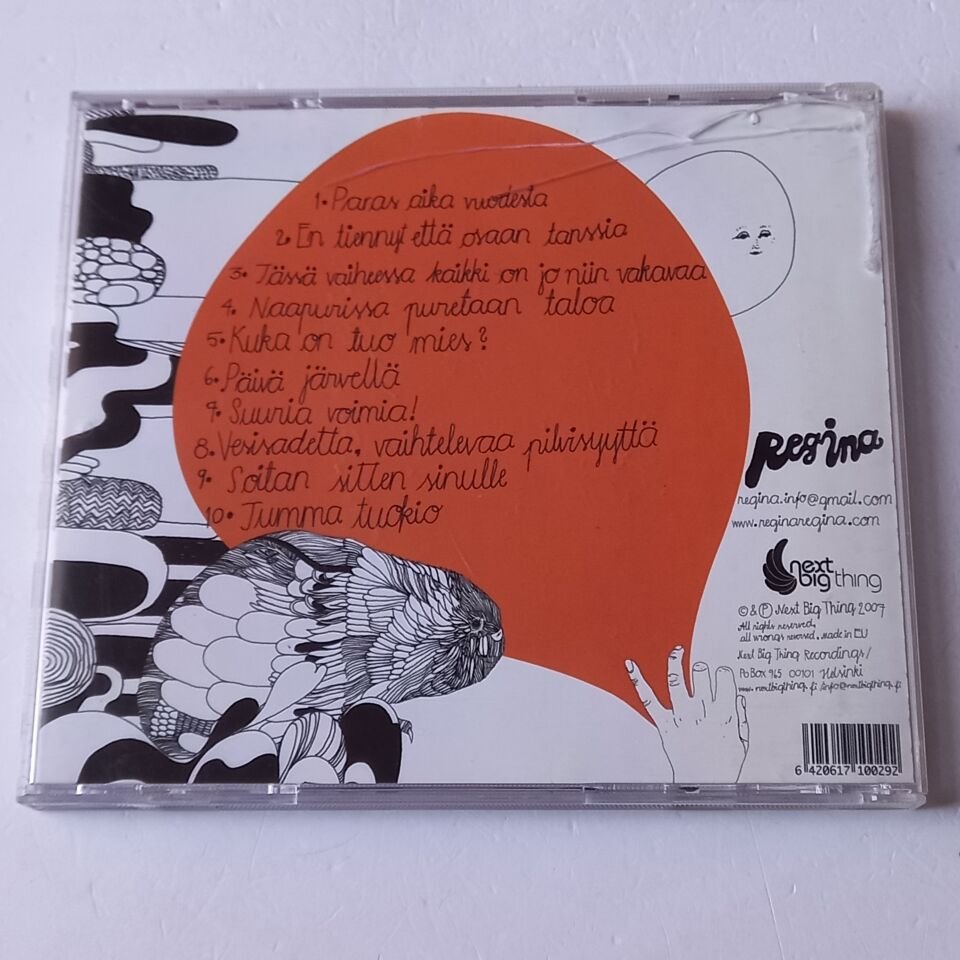 1. Paras aika vuodesta
2. En tiennyt että osaan tanssia
3. Tässä vaiheessa kaikki on jo niin vakavaa
4. Naapurissa puretaan taloa
5. Kuka on tuo mies?
6. Päivä järvellä
7. Suuria voimia!
8. Vesisadetta, vaihtelevaa pilvisyyttä
9. Soitan sitten sinulle
10. Tumma tuokio
Regina
regina.info@gmail.com
www.reginaregina.com
next
big thing
© & ℗ Next Big Thing 2007
All rights reserved,
all wrongs reversed. Made in EU
Next Big Thing Recordings/
Po Box 945 00101 Helsinki
www.nextbigthing.fi /info@nextbigthing.fi
6 420617 100292